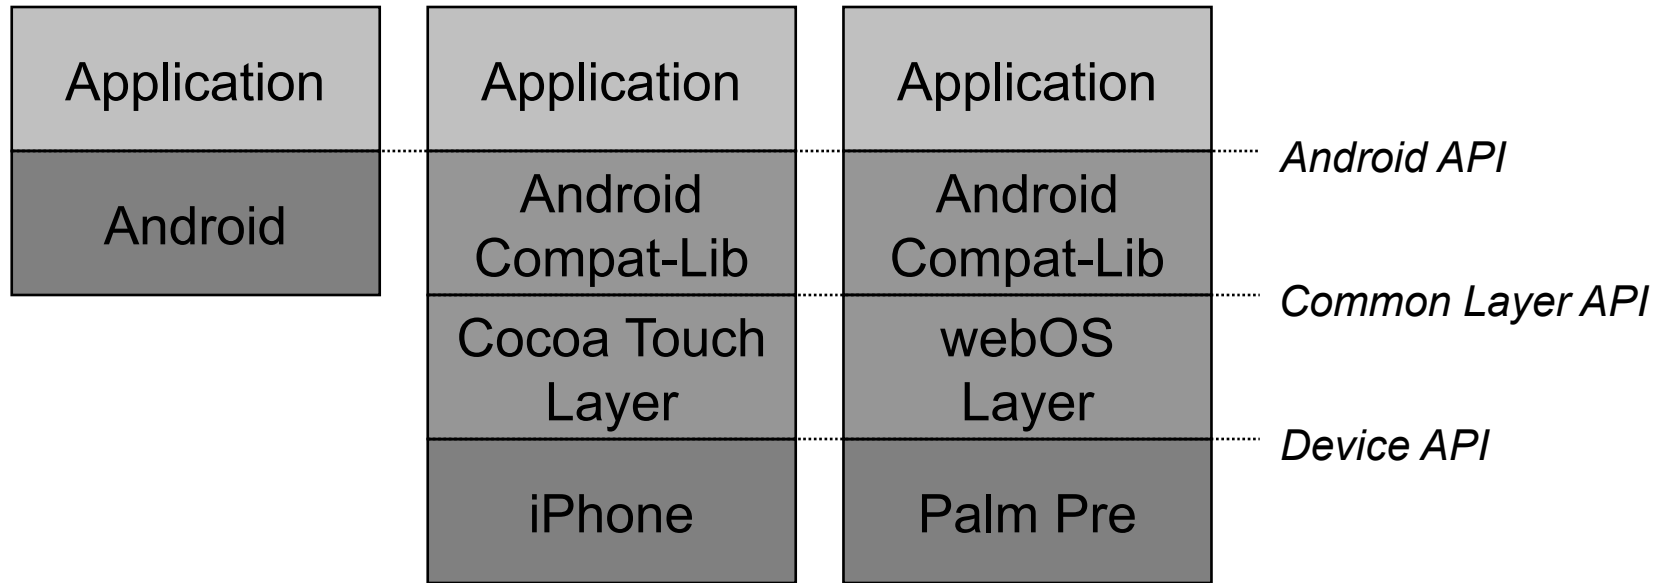 Application
Android
Application
Android
Compat-Lib
Cocoa Touch
Layer
iPhone
Application
Android
Compat-Lib
webOS
Layer
Palm Pre
Android API
Common Layer API
Device API